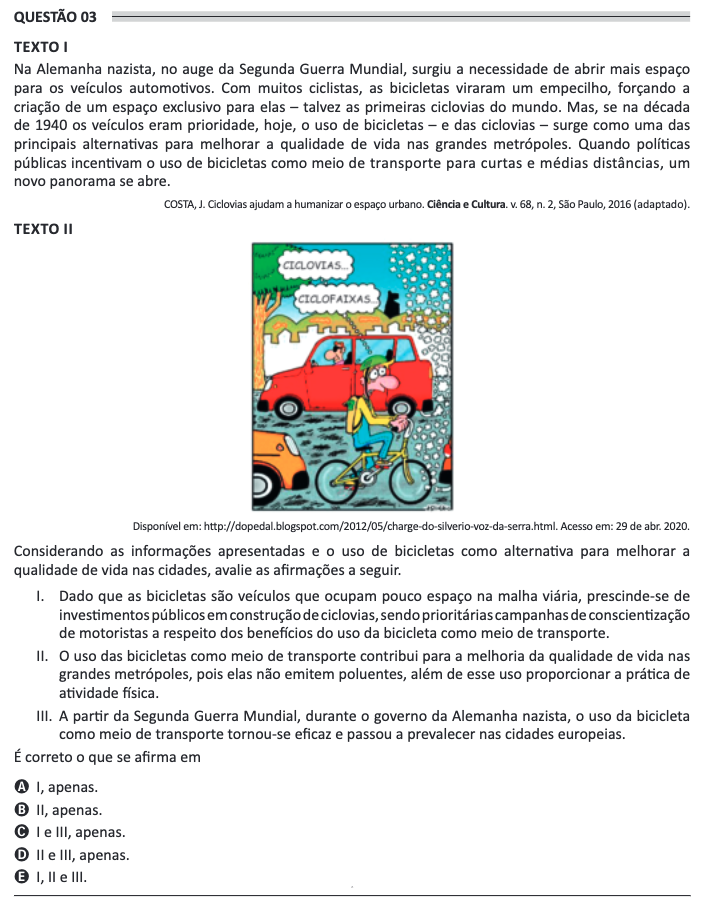 QUESTÃO 03
TEXTO I
Na Alemanha nazista, no auge da Segunda Guerra Mundial, surgiu a necessidade de abrir mais espaço
para os veículos automotivos. Com muitos ciclistas, as bicicletas viraram um empecilho, forçando a
criação de um espaço exclusivo para elas – talvez as primeiras ciclovias do mundo. Mas, se na década
de 1940 os veículos eram prioridade, hoje, o uso de bicicletas – e das ciclovias – surge como uma das
principais alternativas para melhorar a qualidade de vida nas grandes metrópoles. Quando políticas
públicas incentivam o uso de bicicletas como meio de transporte para curtas e médias distâncias, um
novo panorama se abre.
COSTA, J. Ciclovias ajudam a humanizar o espaço urbano. Ciência e Cultura. v. 68, n. 2, São Paulo, 2016 (adaptado).
TEXTO II
CICLOVIAS...
CICLOFAIXAS...
Disponível em: http://dopedal.blogspot.com/2012/05/charge-do-silverio-voz-da-serra.html. Acesso em: 29 de abr. 2020.
Considerando as informações apresentadas e o uso de bicicletas como alternativa para melhorar a
qualidade de vida nas cidades, avalie as afirmações a seguir.
I. Dado que as bicicletas são veículos que ocupam pouco espaço na malha viária, prescinde-se de
investimentos públicos em construção de ciclovias, sendo prioritárias campanhas de conscientização
de motoristas a respeito dos benefícios do uso da bicicleta como meio de transporte.
II. O uso das bicicletas como meio de transporte contribui para a melhoria da qualidade de vida nas
grandes metrópoles, pois elas não emitem poluentes, além de esse uso proporcionar a prática de
atividade física.
III. A partir da Segunda Guerra Mundial, durante o governo da Alemanha nazista, o uso da bicicleta
como meio de transporte tornou-se eficaz e passou a prevalecer nas cidades europeias.
É correto o que se afirma em
A I, apenas.
B II, apenas.
C I e III, apenas.
D II e III, apenas.
E I, II e III.